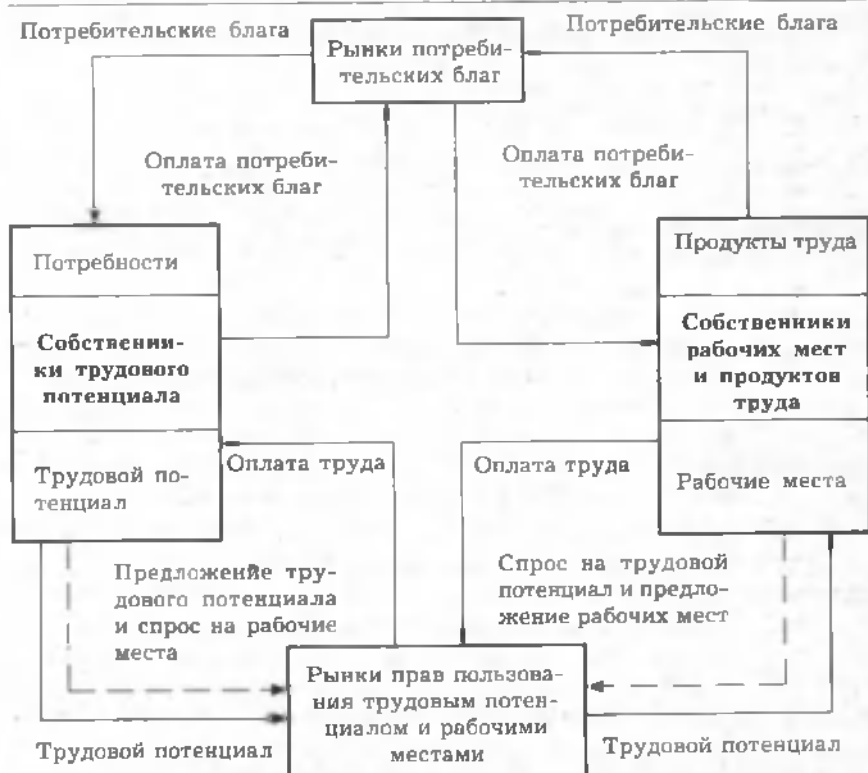 Потребительские блага
Рынки потреби-
тельских благ
Потребительские блага
Оплата потреби-
тельских благ
Оплата потреби-
тельских благ
Потребности
Собственни-
ки трудового
потенциала
Трудовой по-
тенциал
Продукты труда
Собственники
рабочих мест
и продуктов
труда
Рабочие места
Оплата труда
Оплата труда
Предложение тру-
дового потенциала
и спрос на рабочие
места
Спрос на трудовой
потенциал и предло-
жение рабочих мест
Рынки прав пользова-
ния трудовым потен-
циалом и рабочими
местами
Трудовой потенциал
Трудовой потенциал